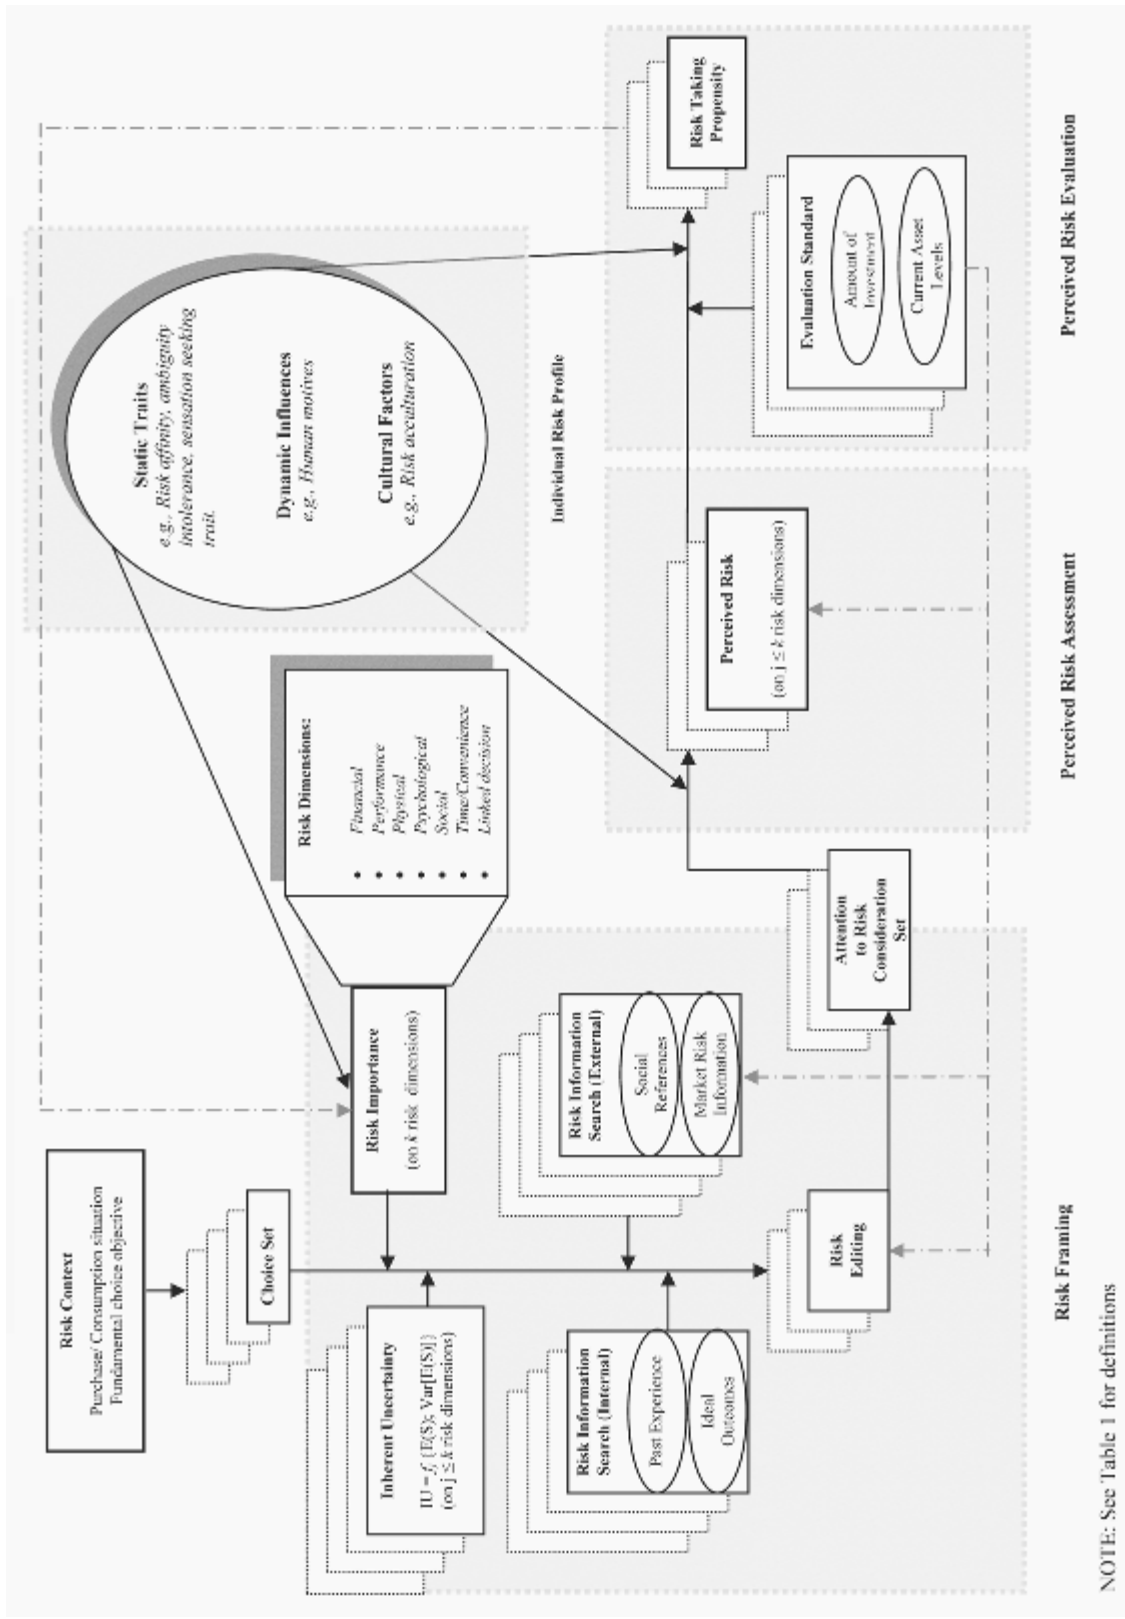 Risk Context
Purchase/ Consumption situation
Fundamental choice objective
Choice Set
Inherent Uncertainty
(on j ≤ k risk dimensions)
Risk Importance
(on k risk dimensions)
Risk Dimensions:
• Financial
• Performance
• Physical
• Psychological
• Social
• Time/Convenience
• Linked decision
Static Traits
e.g., Risk affinity, ambiguity
intolerance, sensation seeking
trait.
Dynamic Influences
e.g., Human motives
Cultural Factors
e.g., Risk acculturation
Individual Risk Profile
Risk Information
Search (Internal)
Past Experience
Ideal
Outcomes
Risk Information
Search (External)
Social
References
Market Risk
Information
Risk
Editing
Attention
to Risk
Consideration
Set
Perceived Risk
(on j ≤ k risk dimensions)
Risk Taking
Propensity
Evaluation Standard
Amount of
Investment
Current Asset
Levels
Risk Framing
Perceived Risk Assessment
Perceived Risk Evaluation
NOTE: See Table 1 for definitions